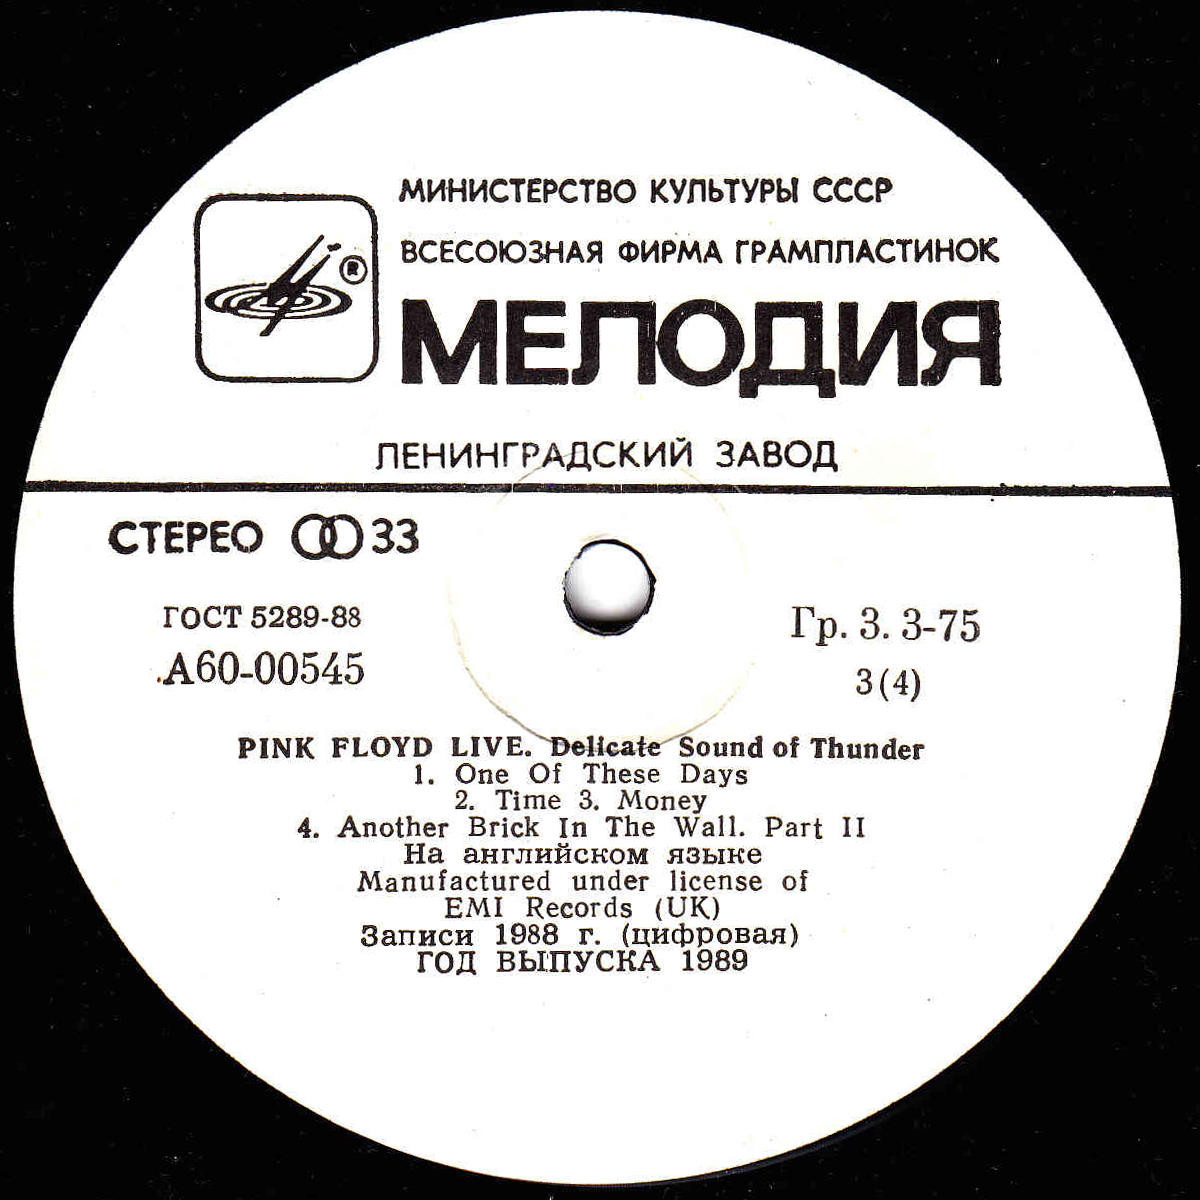 МИНИСТЕРСТВО КУЛЬТУРЫ СССР
ВСЕСОЮЗНАЯ ФИРМА ГРАМПЛАСТИНОК
®
МЕЛОДИЯ
ЛЕНИНГРАДСКИЙ ЗАВОД
СТЕРЕО 33
ГОСТ 5289-88
А60-00545
Гр. 3. 3-75
3(4)
PINK FLOYD LIVE. Delicate Sound of Thunder
1. One Of These Days
2. Time 3. Money
4. Another Brick In The Wall. Part II
На английском языке
Manufactured under license of
EMI Records (UK)
Записи 1988 г. (цифровая)
ГОД ВЫПУСКА 1989